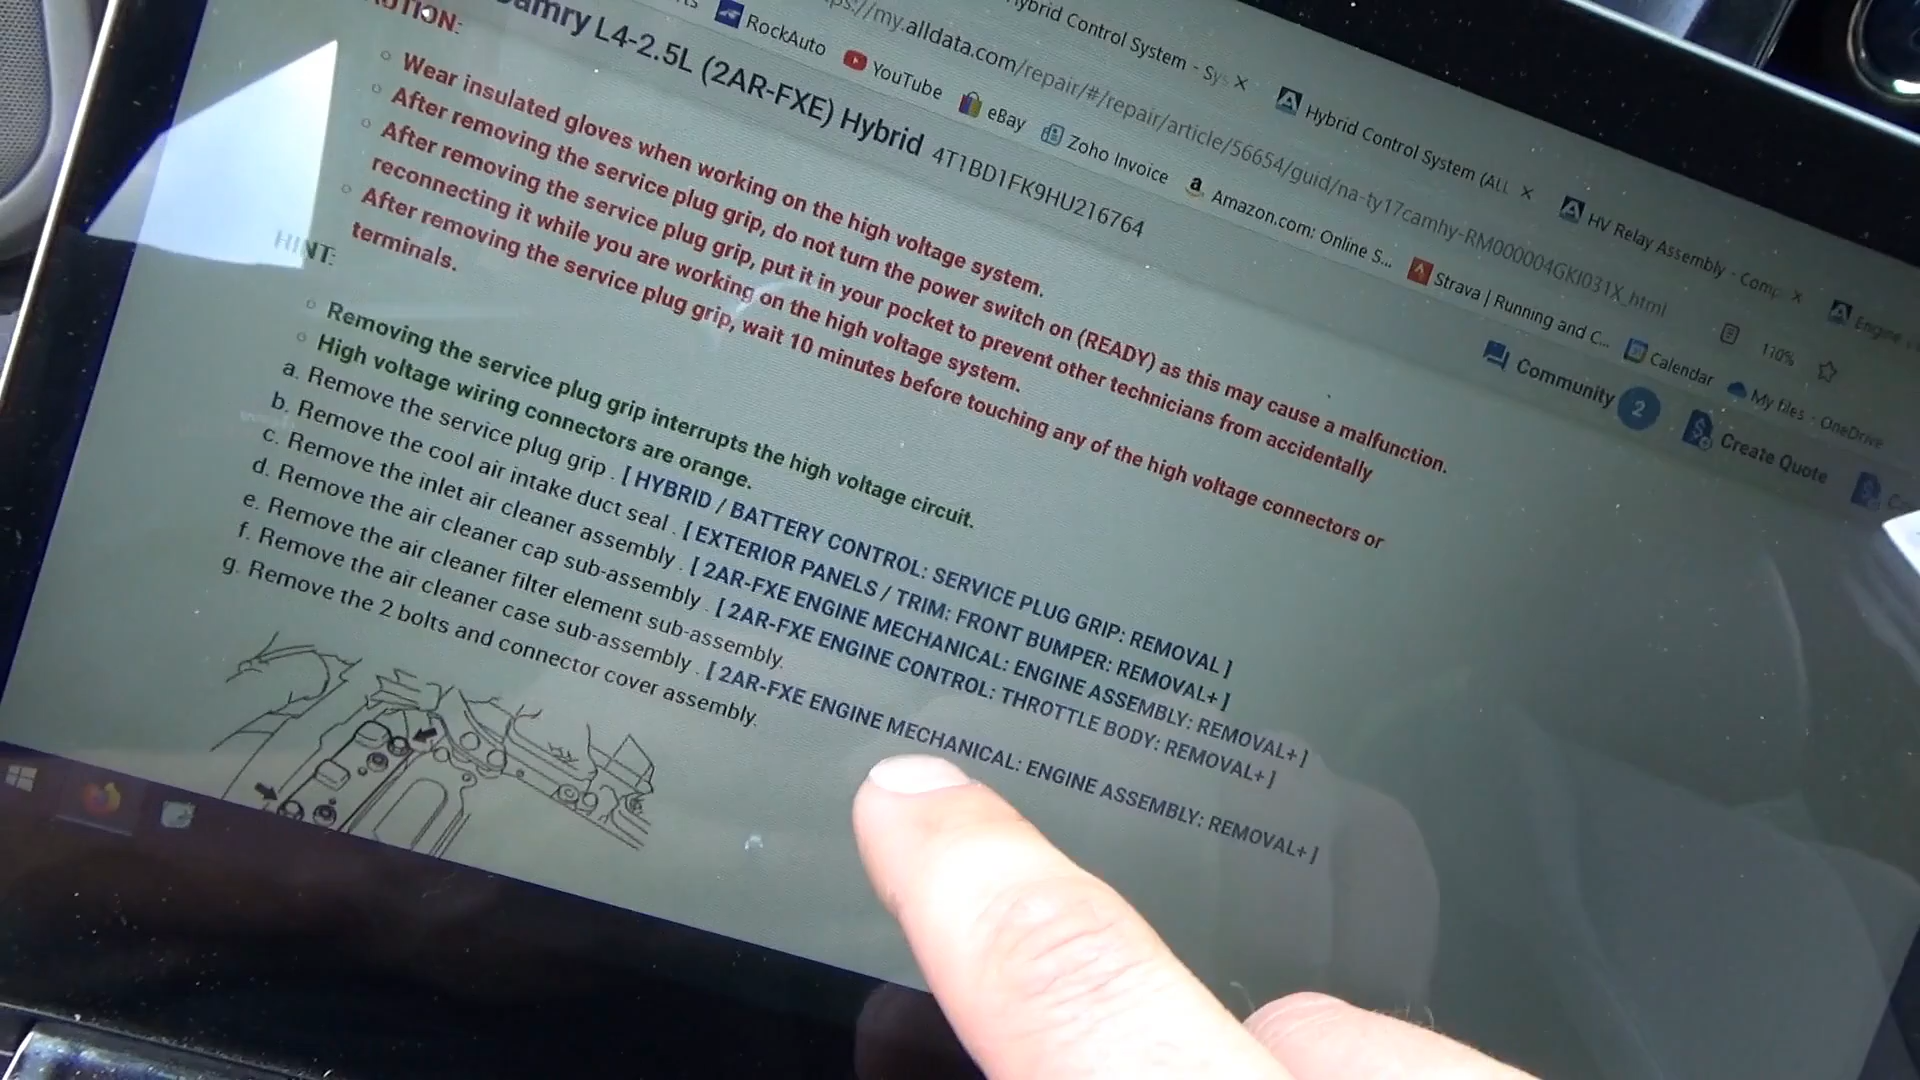 Hybrid Control System - Sys
Hybrid Control System (ALL
HV Relay Assembly - Comp
Engine
my.alldata.com/repair/#/repair/article/56654/guid/na-ty17camhy-RM000004GKI031X.html
110%
RockAuto
YouTube
eBay
Zoho Invoice
Amazon.com: Online S...
Strava | Running and C...
Calendar
My files - OneDrive
Camry L4-2.5L (2AR-FXE) Hybrid 4T1BD1FK9HU216764
Community 2
Create Quote
Wear insulated gloves when working on the high voltage system.
After removing the service plug grip, do not turn the power switch on (READY) as this may cause a malfunction.
After removing the service plug grip, put it in your pocket to prevent other technicians from accidentally
reconnecting it while you are working on the high voltage system.
After removing the service plug grip, wait 10 minutes before touching any of the high voltage connectors or
terminals.
HINT:
Removing the service plug grip interrupts the high voltage circuit.
High voltage wiring connectors are orange.
a. Remove the service plug grip . [ HYBRID / BATTERY CONTROL: SERVICE PLUG GRIP: REMOVAL ]
b. Remove the cool air intake duct seal . [ EXTERIOR PANELS / TRIM: FRONT BUMPER: REMOVAL+ ]
c. Remove the inlet air cleaner assembly . [ 2AR-FXE ENGINE MECHANICAL: ENGINE ASSEMBLY: REMOVAL+ ]
d. Remove the air cleaner cap sub-assembly . [ 2AR-FXE ENGINE CONTROL: THROTTLE BODY: REMOVAL+ ]
e. Remove the air cleaner filter element sub-assembly.
f. Remove the air cleaner case sub-assembly . [ 2AR-FXE ENGINE MECHANICAL: ENGINE ASSEMBLY: REMOVAL+ ]
g. Remove the 2 bolts and connector cover assembly.